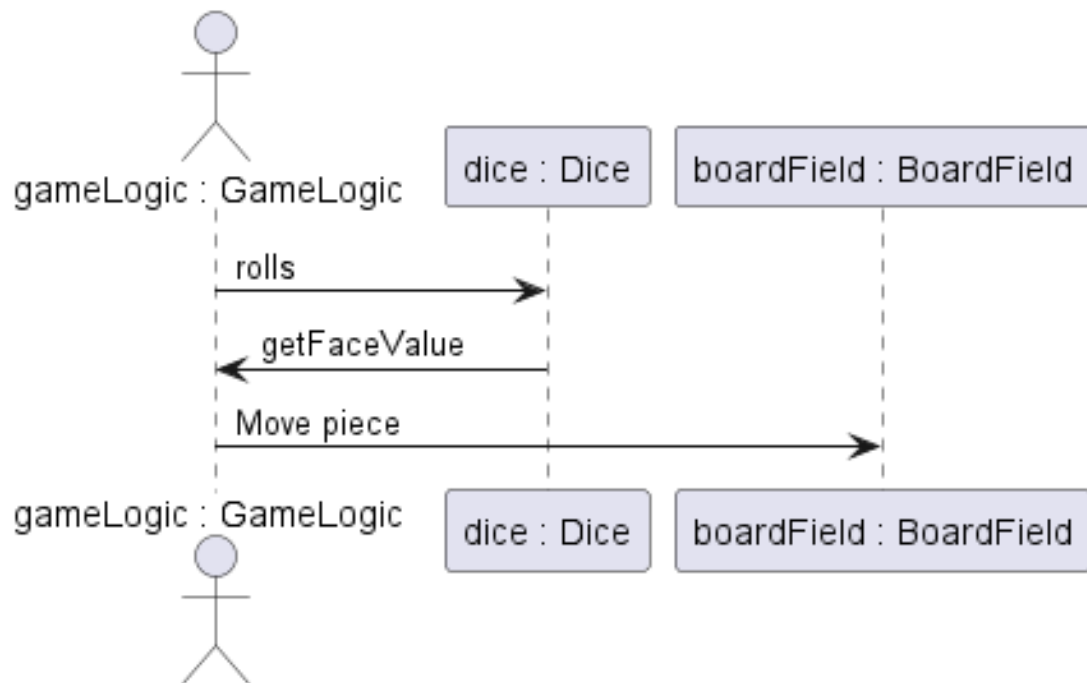 gameLogic : GameLogic
dice : Dice
boardField : BoardField
rolls
getFaceValue
Move piece
gameLogic : GameLogic
dice : Dice
boardField : BoardField